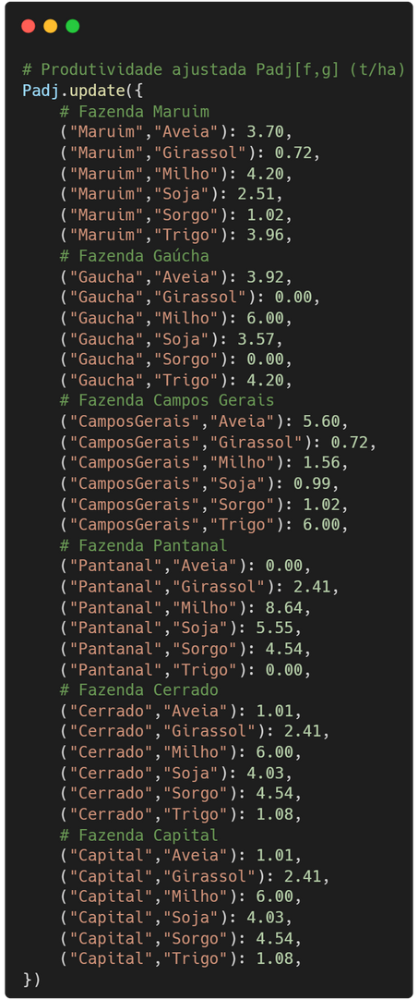 # Produtividade ajustada Padj[f,g] (t/ha)
Padj.update({
    # Fazenda Maruim
    ("Maruim","Aveia"): 3.70,
    ("Maruim","Girassol"): 0.72,
    ("Maruim","Milho"): 4.20,
    ("Maruim","Soja"): 2.51,
    ("Maruim","Sorgo"): 1.02,
    ("Maruim","Trigo"): 3.96,
    # Fazenda Gaúcha
    ("Gaucha","Aveia"): 3.92,
    ("Gaucha","Girassol"): 0.00,
    ("Gaucha","Milho"): 6.00,
    ("Gaucha","Soja"): 3.57,
    ("Gaucha","Sorgo"): 0.00,
    ("Gaucha","Trigo"): 4.20,
    # Fazenda Campos Gerais
    ("CamposGerais","Aveia"): 5.60,
    ("CamposGerais","Girassol"): 0.72,
    ("CamposGerais","Milho"): 1.56,
    ("CamposGerais","Soja"): 0.99,
    ("CamposGerais","Sorgo"): 1.02,
    ("CamposGerais","Trigo"): 6.00,
    # Fazenda Pantanal
    ("Pantanal","Aveia"): 0.00,
    ("Pantanal","Girassol"): 2.41,
    ("Pantanal","Milho"): 8.64,
    ("Pantanal","Soja"): 5.55,
    ("Pantanal","Sorgo"): 4.54,
    ("Pantanal","Trigo"): 0.00,
    # Fazenda Cerrado
    ("Cerrado","Aveia"): 1.01,
    ("Cerrado","Girassol"): 2.41,
    ("Cerrado","Milho"): 6.00,
    ("Cerrado","Soja"): 4.03,
    ("Cerrado","Sorgo"): 4.54,
    ("Cerrado","Trigo"): 1.08,
    # Fazenda Capital
    ("Capital","Aveia"): 1.01,
    ("Capital","Girassol"): 2.41,
    ("Capital","Milho"): 6.00,
    ("Capital","Soja"): 4.03,
    ("Capital","Sorgo"): 4.54,
    ("Capital","Trigo"): 1.08,
})